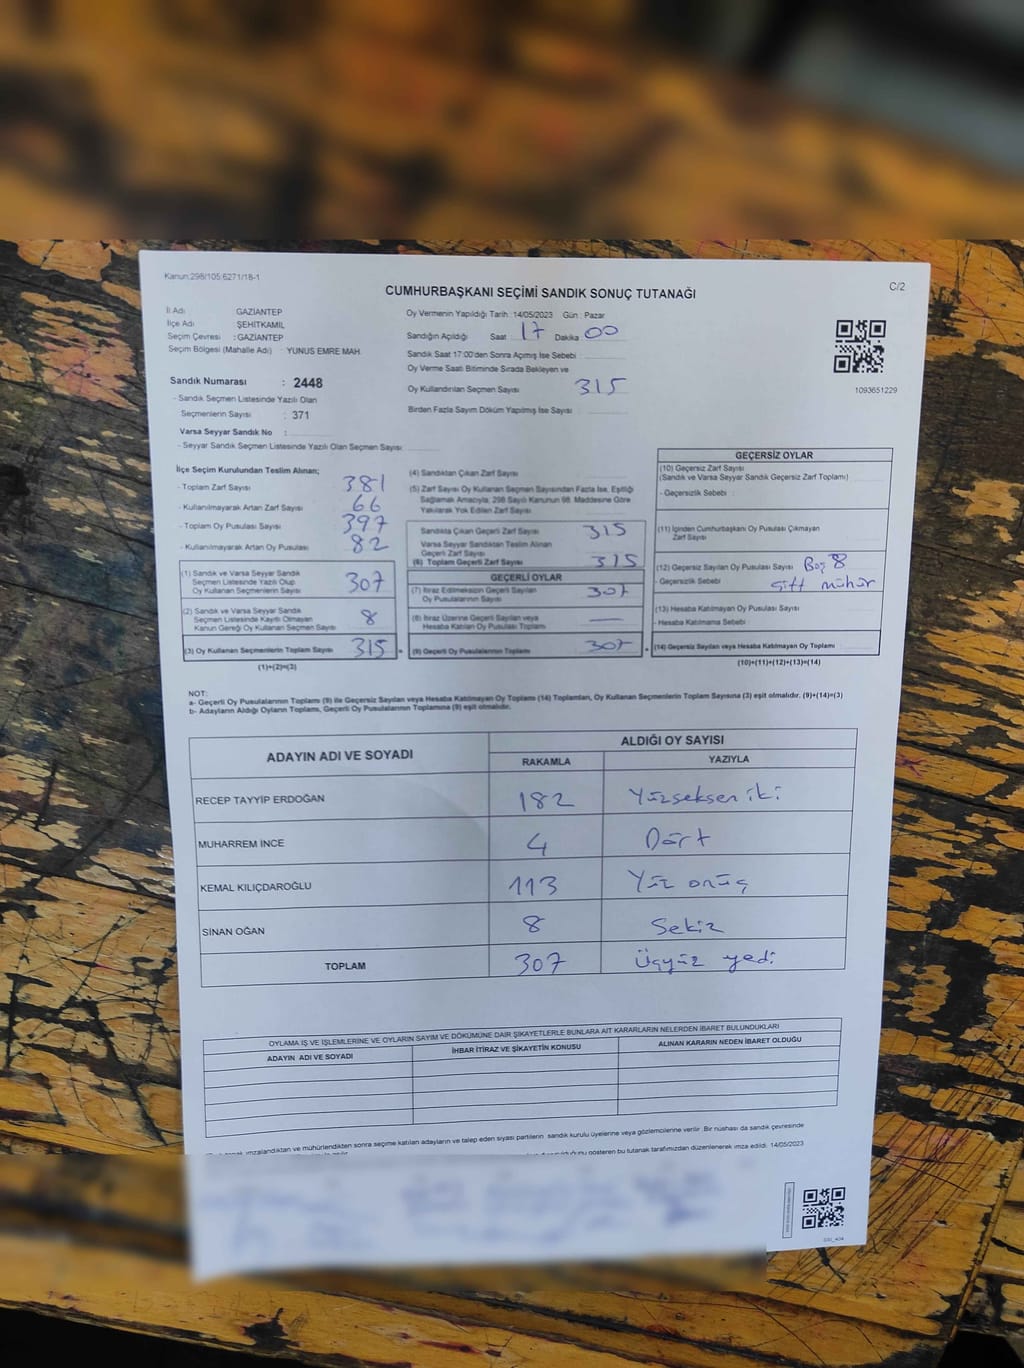 Kanun:298/105:6271/18-1
C/2
CUMHURBAŞKANI SEÇİMİ SANDIK SONUÇ TUTANAĞI
İl Adı GAZİANTEP
İlçe Adı ŞEHİTKAMİL
Seçim Çevresi : GAZİANTEP
Seçim Bölgesi (Mahalle Adı) : YUNUS EMRE MAH.
Sandık Numarası : 2448
- Sandık Seçmen Listesinde Yazılı Olan
Seçmenlerin Sayısı : 371
Varsa Seyyar Sandık No :
- Seyyar Sandık Seçmen Listesinde Yazılı Olan Seçmen Sayısı
Oy Vermenin Yapıldığı Tarih : 14/05/2023 Gün : Pazar
Sandığın Açıldığı Saat 17 Dakika 00
Sandık Saat 17:00'den Sonra Açılmış İse Sebebi
Oy Verme Saati Bitiminde Sırada Bekleyen ve
Oy Kullandırılan Seçmen Sayısı 315
Birden Fazla Sayım Döküm Yapılmış İse Sayısı
1093651229
İlçe Seçim Kurulundan Teslim Alınan;
- Toplam Zarf Sayısı 381
- Kullanılmayarak Artan Zarf Sayısı 66
- Toplam Oy Pusulası Sayısı 397
- Kullanılmayarak Artan Oy Pusulası 82
(1) Sandık ve Varsa Seyyar Sandık
Seçmen Listesinde Yazılı Olup
Oy Kullanan Seçmen Sayısı 307
(2) Sandık ve Varsa Seyyar Sandık
Seçmen Listesinde Kayıtlı Olmayan
Kanun Gereği Oy Kullanan Seçmen Sayısı 8
(3) Oy Kullanan Seçmenlerin Toplam Sayısı 315
(1)+(2)=(3)
(4) Sandıktan Çıkan Zarf Sayısı
(5) Zarf Sayısı Oy Kullanan Seçmen Sayısından Fazla İse, Eşitliği
Sağlamak Amacıyla, 298 Sayılı Kanunun 98. Maddesine Göre
Yakılarak Yok Edilen Zarf Sayısı
Sandıkta Çıkan Geçerli Zarf Sayısı 315
Varsa Seyyar Sandıktan Teslim Alınan
Geçerli Zarf Sayısı
(6) Toplam Geçerli Zarf Sayısı 315
GEÇERLİ OYLAR
(7) İtiraz Edilmeksizin Geçerli Sayılan
Oy Pusulalarının Sayısı 307
(8) İtiraz Üzerine Geçerli Sayılan veya
Hesaba Katılan Oy Pusulası Toplamı —
(9) Geçerli Oy Pusulalarının Toplamı 307
GEÇERSİZ OYLAR
(10) Geçersiz Zarf Sayısı
(Sandık ve Varsa Seyyar Sandık Geçersiz Zarf Toplamı)
- Geçersizlik Sebebi :
(11) İçinden Cumhurbaşkanı Oy Pusulası Çıkmayan
Zarf Sayısı
(12) Geçersiz Sayılan Oy Pusulası Sayısı Boş 8
- Geçersizlik Sebebi Çift mühür
(13) Hesaba Katılmayan Oy Pusulası Sayısı
- Hesaba Katılmama Sebebi
(14) Geçersiz Sayılan veya Hesaba Katılmayan Oy Toplamı
(10)+(11)+(12)+(13)=(14)
NOT:
a- Geçerli Oy Pusulalarının Toplamı (9) ile Geçersiz Sayılan veya Hesaba Katılmayan Oy Toplamı (14) Toplamları, Oy Kullanan Seçmenlerin Toplam Sayısına (3) eşit olmalıdır. (9)+(14)=(3)
b- Adayların Aldığı Oyların Toplamı, Geçerli Oy Pusulalarının Toplamına (9) eşit olmalıdır.
ADAYIN ADI VE SOYADI ALDIĞI OY SAYISI
RAKAMLA YAZIYLA
RECEP TAYYİP ERDOĞAN 182 Yüzseksen iki
MUHARREM İNCE 4 Dört
KEMAL KILIÇDAROĞLU 113 Yüz onüç
SİNAN OĞAN 8 Sekiz
TOPLAM 307 Üçyüz yedi
OYLAMA İŞ VE İŞLEMLERİNE VE OYLARIN SAYIM VE DÖKÜMÜNE DAİR ŞİKAYETLERLE BUNLARA AİT KARARLARIN NELERDEN İBARET BULUNDUKLARI
ADAYIN ADI VE SOYADI İHBAR İTİRAZ VE ŞİKAYETİN KONUSU ALINAN KARARIN NEDEN İBARET OLDUĞU
imzalandıktan ve mühürlendikten sonra seçime katılan adayların ve talep eden siyasi partilerin sandık kurulu üyelerine veya gözlemcilerine verilir. Bir nüshası da sandık çevresinde
gösteren bu tutanak tarafımızdan düzenlenerek imza edildi. 14/05/2023